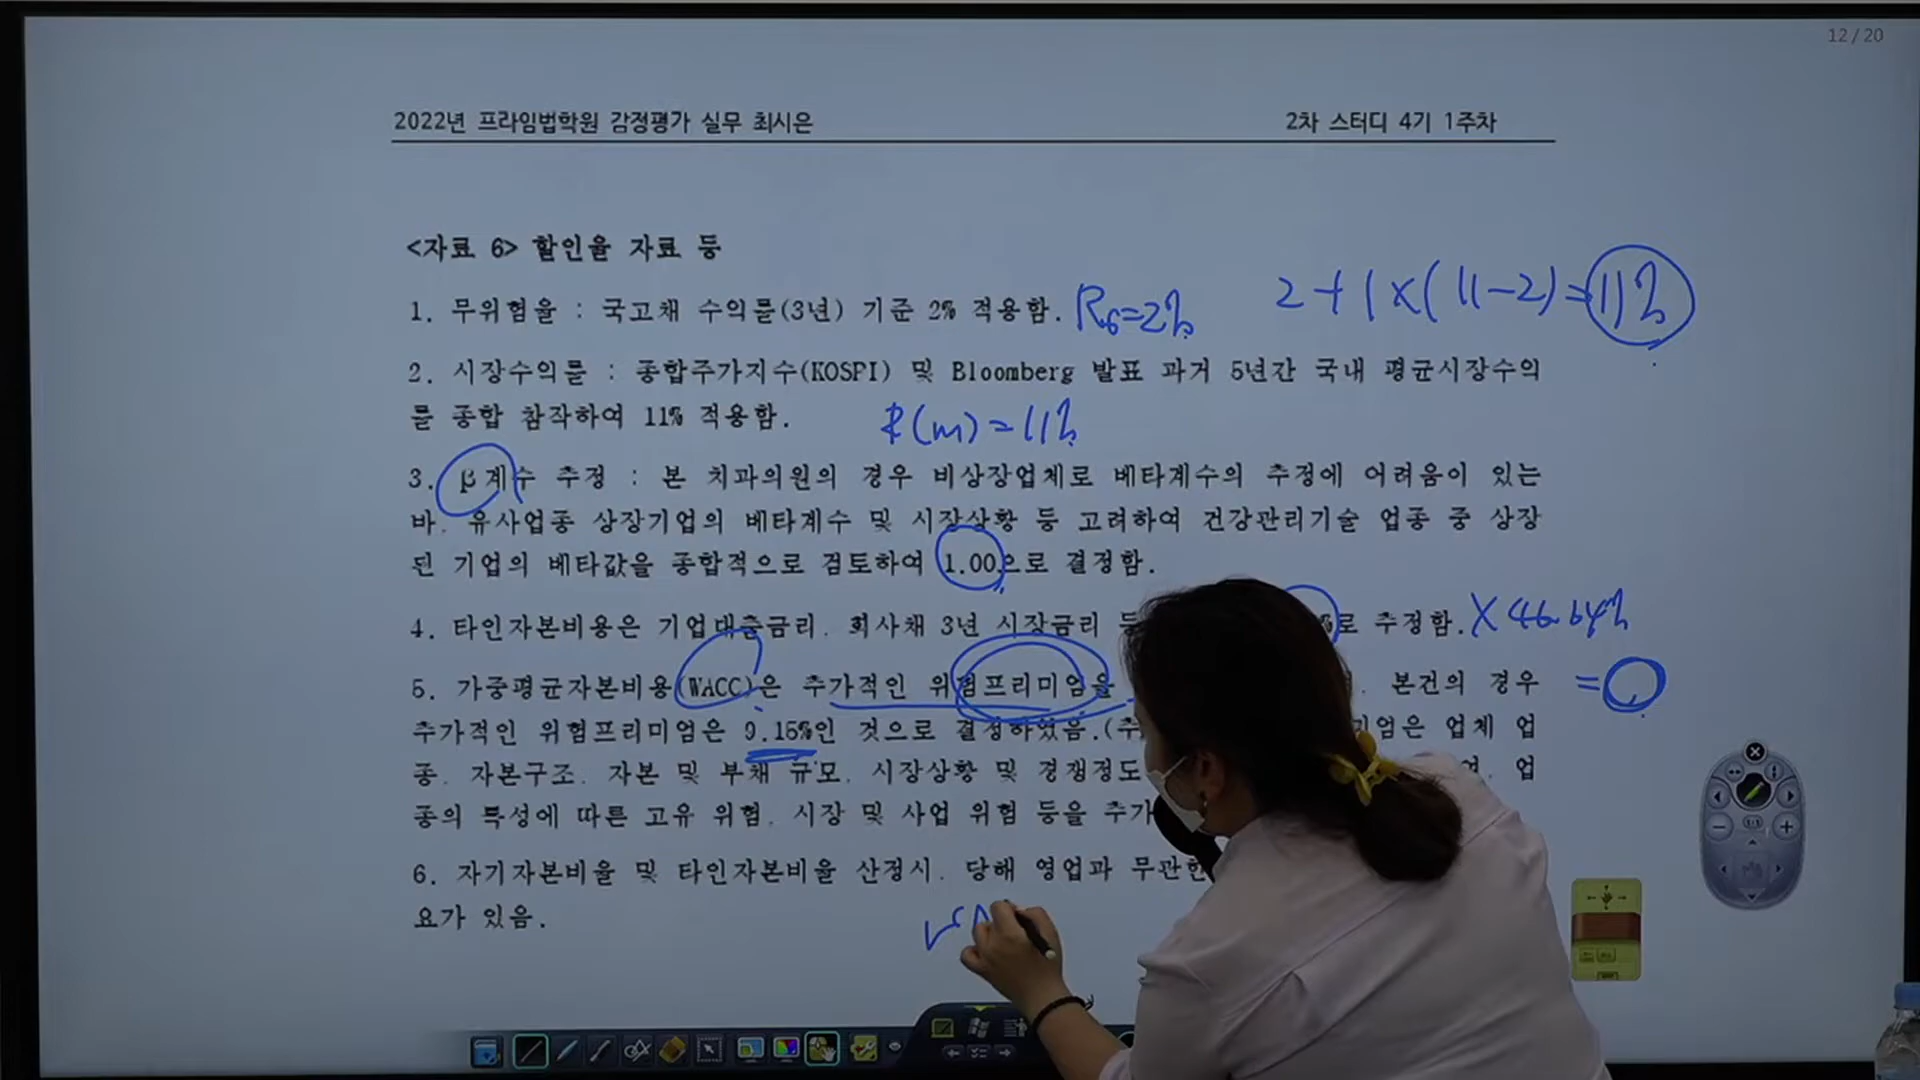 12 / 20
2022년 프라임법학원 감정평가 실무 최시은
2차 스터디 4기 1주차
<자료 6> 할인율 자료 등
1. 무위험율 : 국고채 수익률(3년) 기준 2% 적용함. Rf=2%
2+1×(11-2)=11%
2. 시장수익률 : 종합주가지수(KOSPI) 및 Bloomberg 발표 과거 5년간 국내 평균시장수익
률 종합 참작하여 11% 적용함. R(m)=11%
3. β계수 추정 : 본 치과의원의 경우 비상장업체로 베타계수의 추정에 어려움이 있는
바, 유사업종 상장기업의 베타계수 및 시장상황 등 고려하여 건강관리기술 업종 중 상장
된 기업의 베타값을 종합적으로 검토하여 1.00으로 결정함.
4. 타인자본비용은 기업대출금리, 회사채 3년 시장금리 %로 추정함. ×46.64%
5. 가중평균자본비용(WACC)은 추가적인 위험프리미엄을 본건의 경우 =
추가적인 위험프리미엄은 9.15%인 것으로 결정하였음.(추 업체 업
종, 자본구조, 자본 및 부채 규모, 시장상황 및 경쟁정도 업
종의 특성에 따른 고유 위험, 시장 및 사업 위험 등을 추가
6. 자기자본비율 및 타인자본비율 산정시, 당해 영업과 무관한
요가 있음.